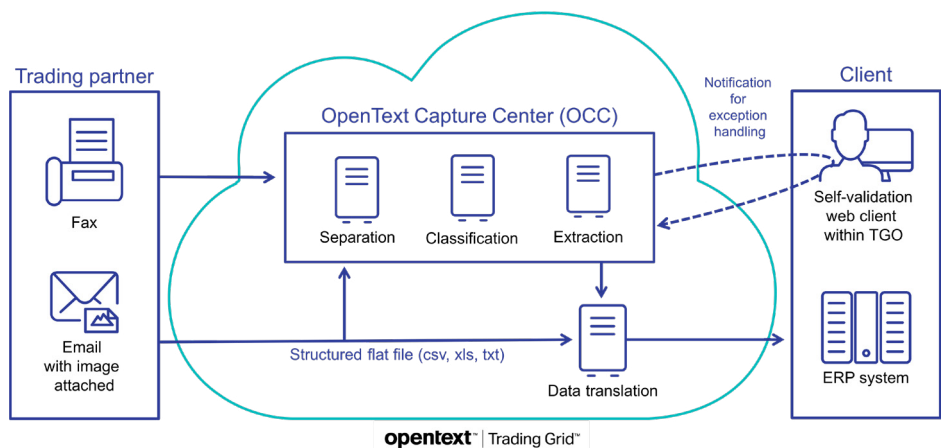 Trading partner
Fax
Email
with image
attached
OpenText Capture Center (OCC)
Separation
Classification
Extraction
Structured flat file (csv, xls, txt)
Data translation
Notification
for
exception
handling
Client
Self-validation
web client
within TGO
ERP system
opentext™ | Trading Grid™